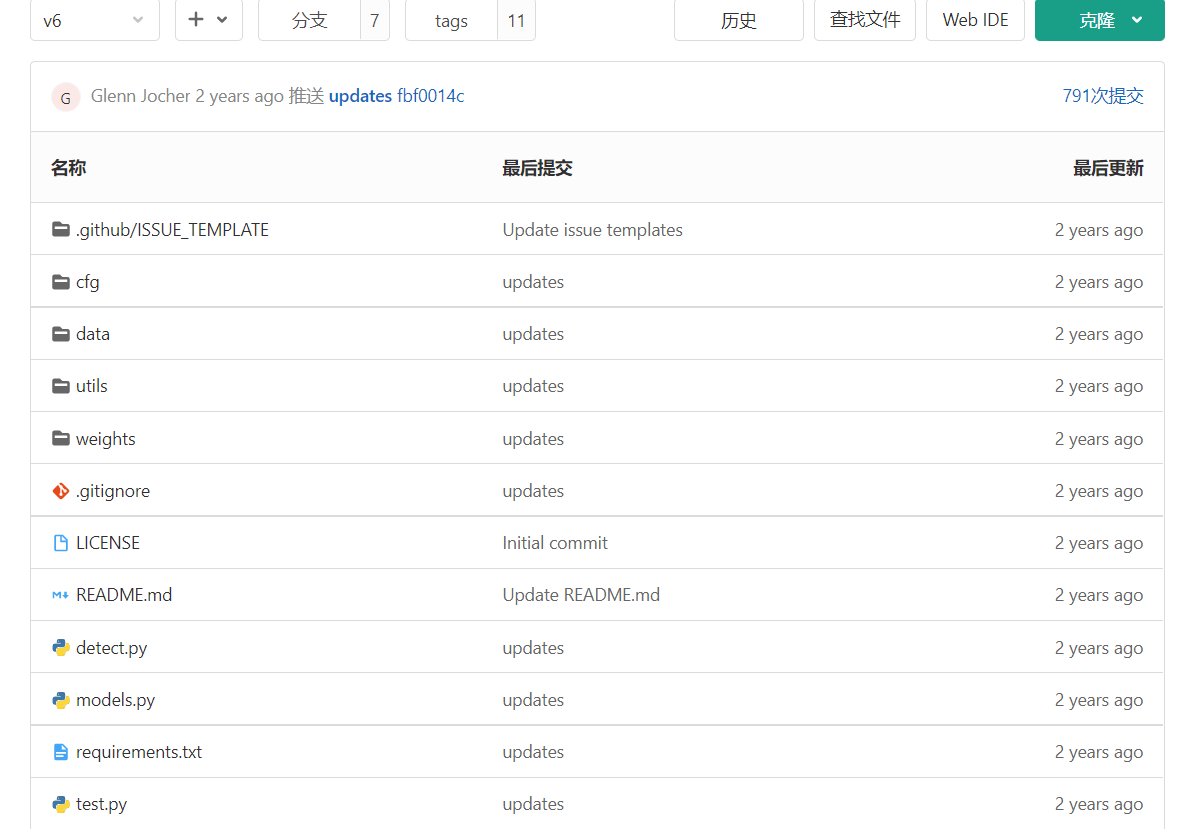 v6 分支 7 tags 11 历史 查找文件 Web IDE 克隆
G Glenn Jocher 2 years ago 推送 updates fbf0014c 791次提交
名称 最后提交 最后更新
.github/ISSUE_TEMPLATE Update issue templates 2 years ago
cfg updates 2 years ago
data updates 2 years ago
utils updates 2 years ago
weights updates 2 years ago
.gitignore updates 2 years ago
LICENSE Initial commit 2 years ago
README.md Update README.md 2 years ago
detect.py updates 2 years ago
models.py updates 2 years ago
requirements.txt updates 2 years ago
test.py updates 2 years ago